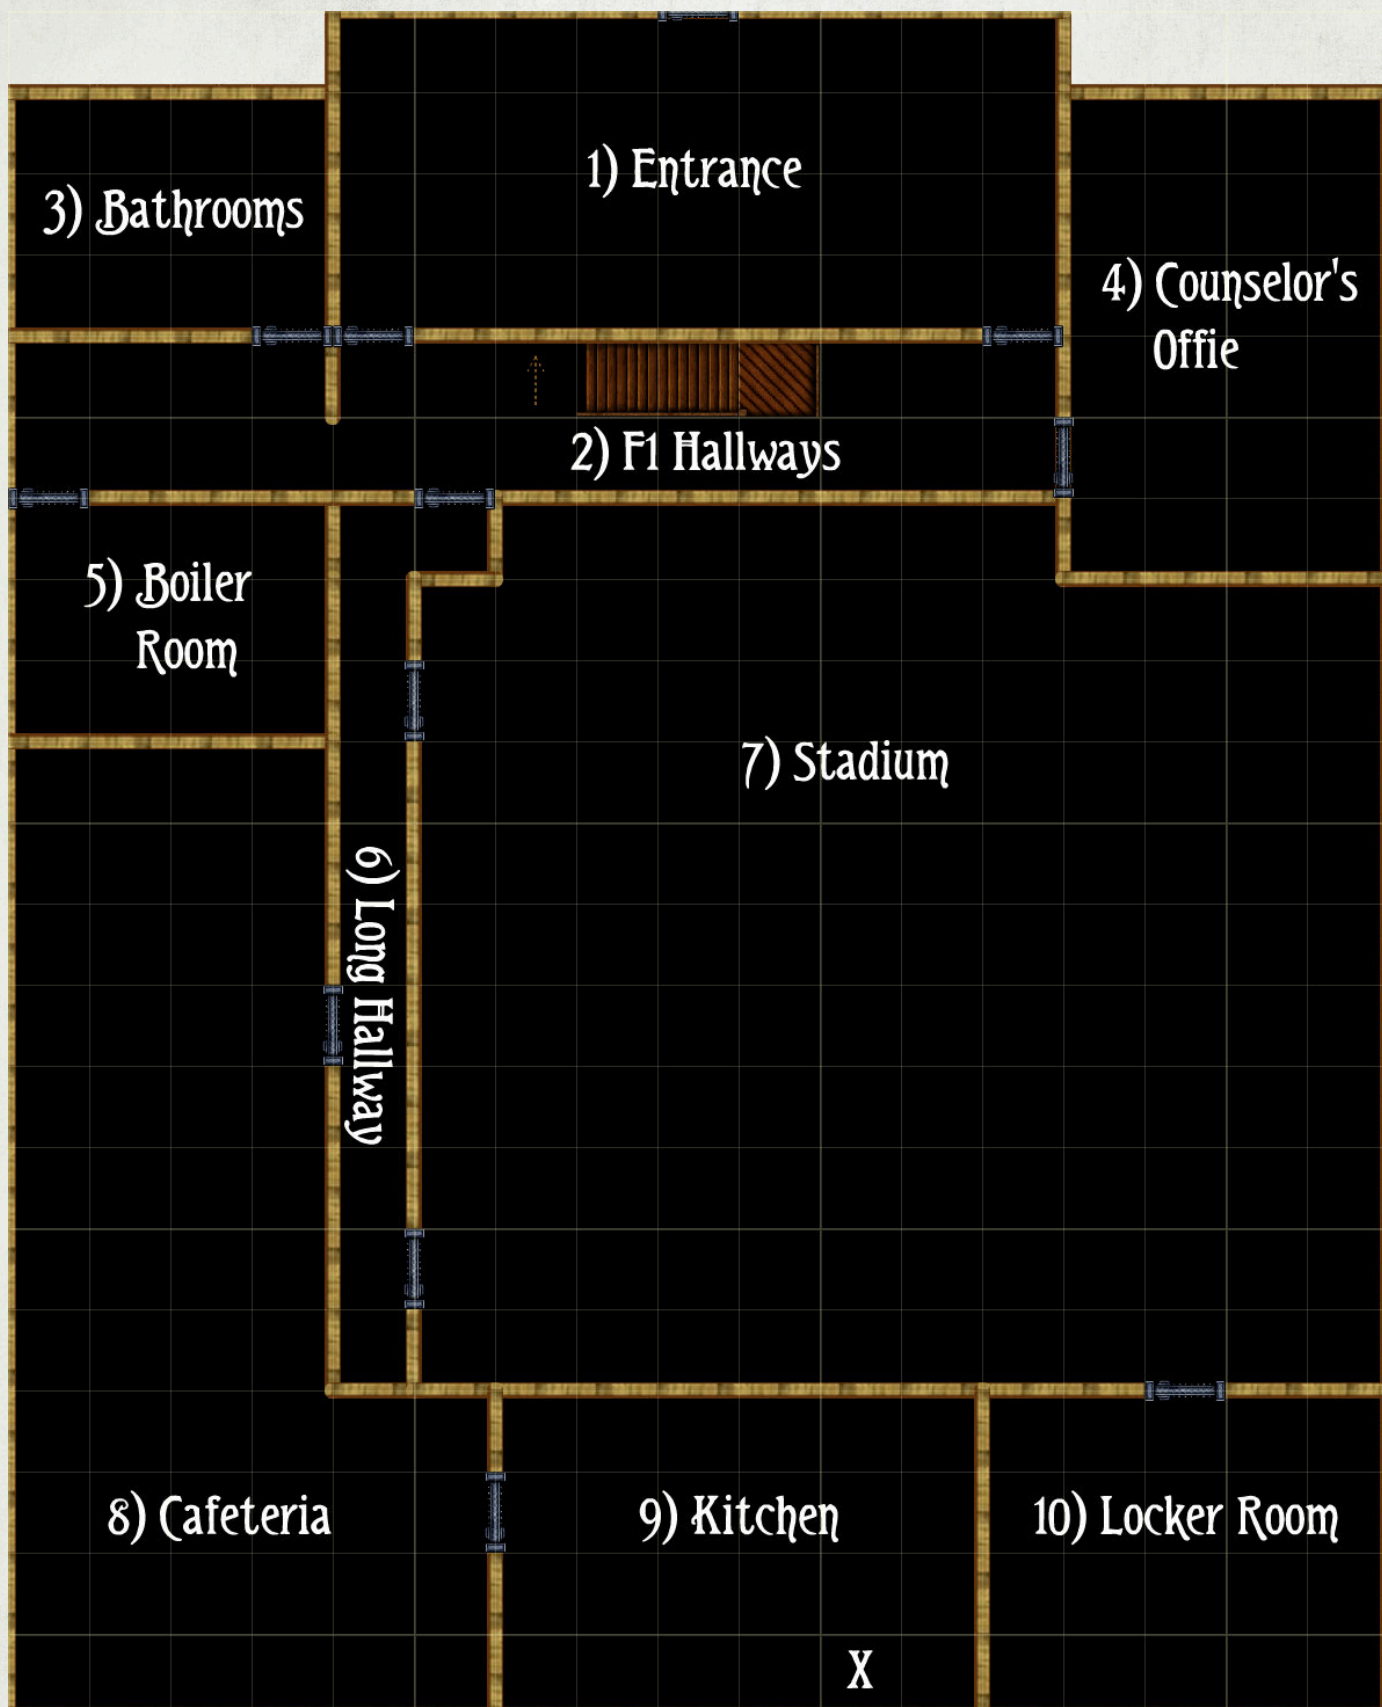 1) Entrance
3) Bathrooms
4) Counselor's
Offie
2) F1 Hallways
5) Boiler
Room
7) Stadium
6) Long Hallway
8) Cafeteria
9) Kitchen
10) Locker Room
X